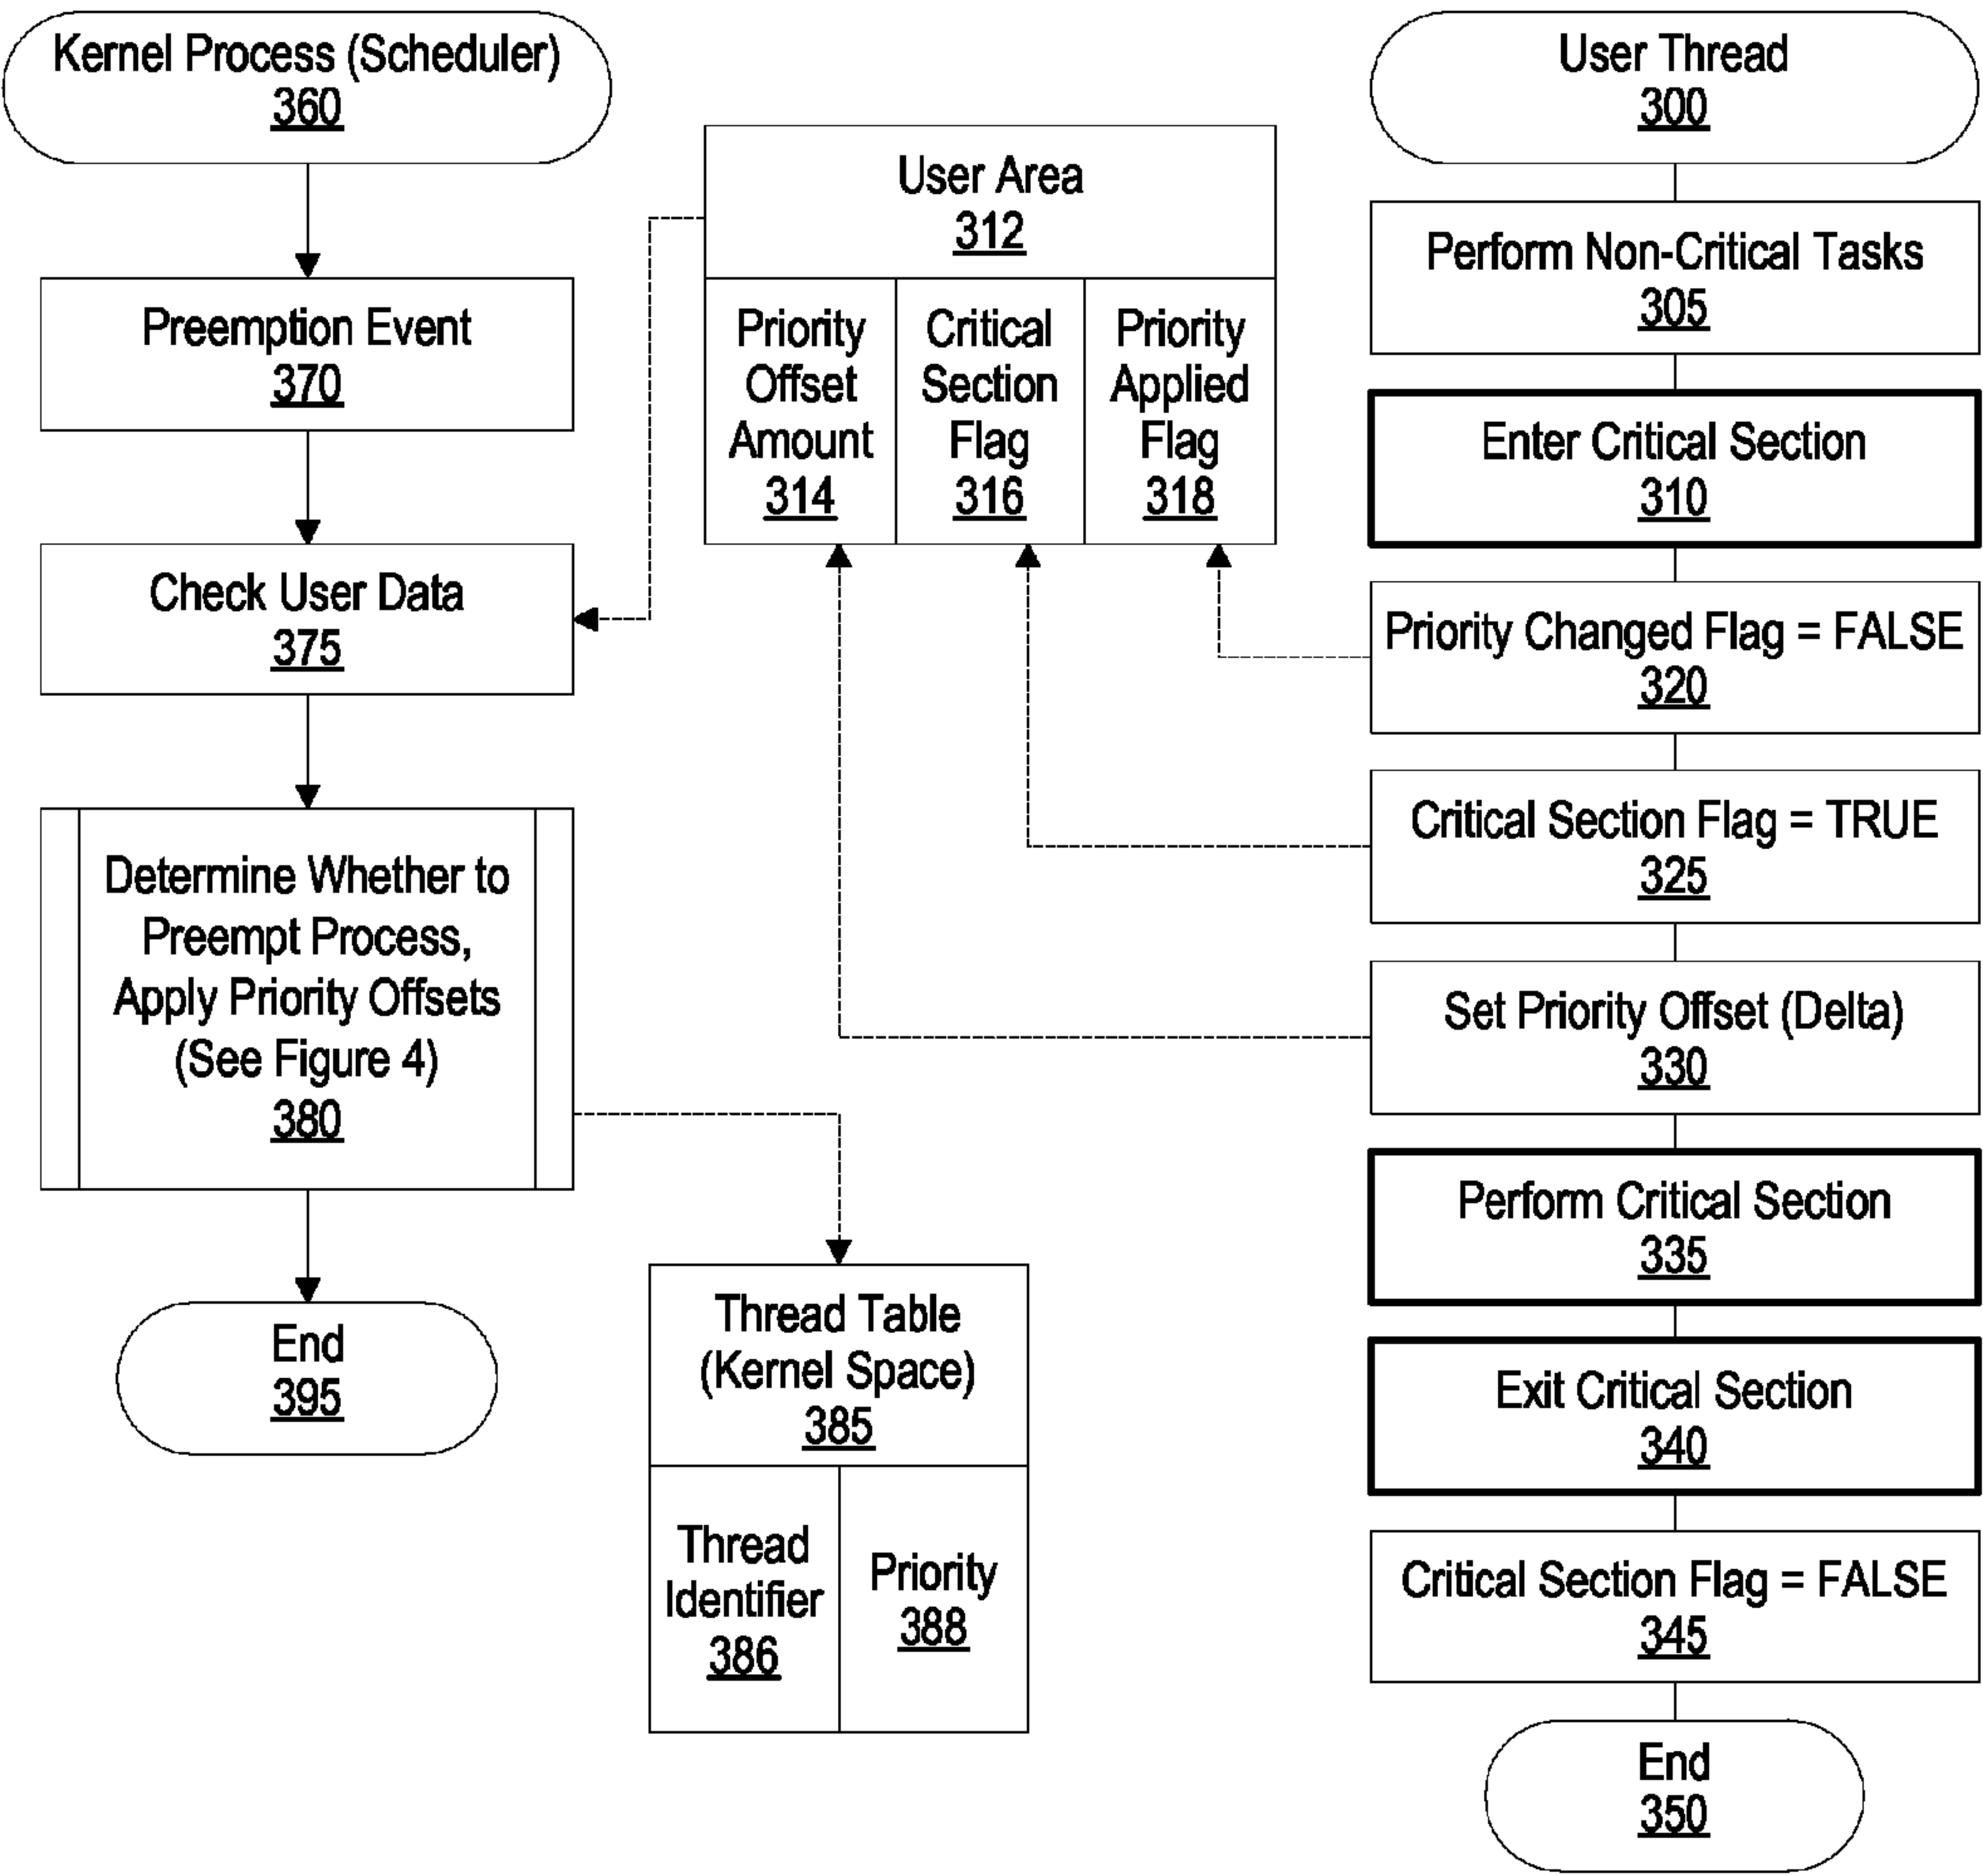 Kernel Process (Scheduler)
360
Preemption Event
370
Check User Data
375
Determine Whether to
Preempt Process,
Apply Priority Offsets
(See Figure 4)
380
End
395
User Area
312
Priority
Offset
Amount
314
Critical
Section
Flag
316
Priority
Applied
Flag
318
Thread Table
(Kernel Space)
385
Thread
Identifier
386
Priority
388
User Thread
300
Perform Non-Critical Tasks
305
Enter Critical Section
310
Priority Changed Flag = FALSE
320
Critical Section Flag = TRUE
325
Set Priority Offset (Delta)
330
Perform Critical Section
335
Exit Critical Section
340
Critical Section Flag = FALSE
345
End
350